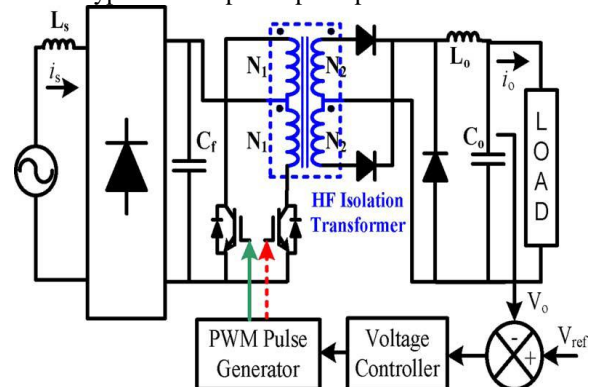 Ls
is
Cf
N1
N2
N1
N2
HF Isolation
Transformer
Lo
io
Co
LOAD
Vo
-
+
Vref
PWM Pulse
Generator
Voltage
Controller